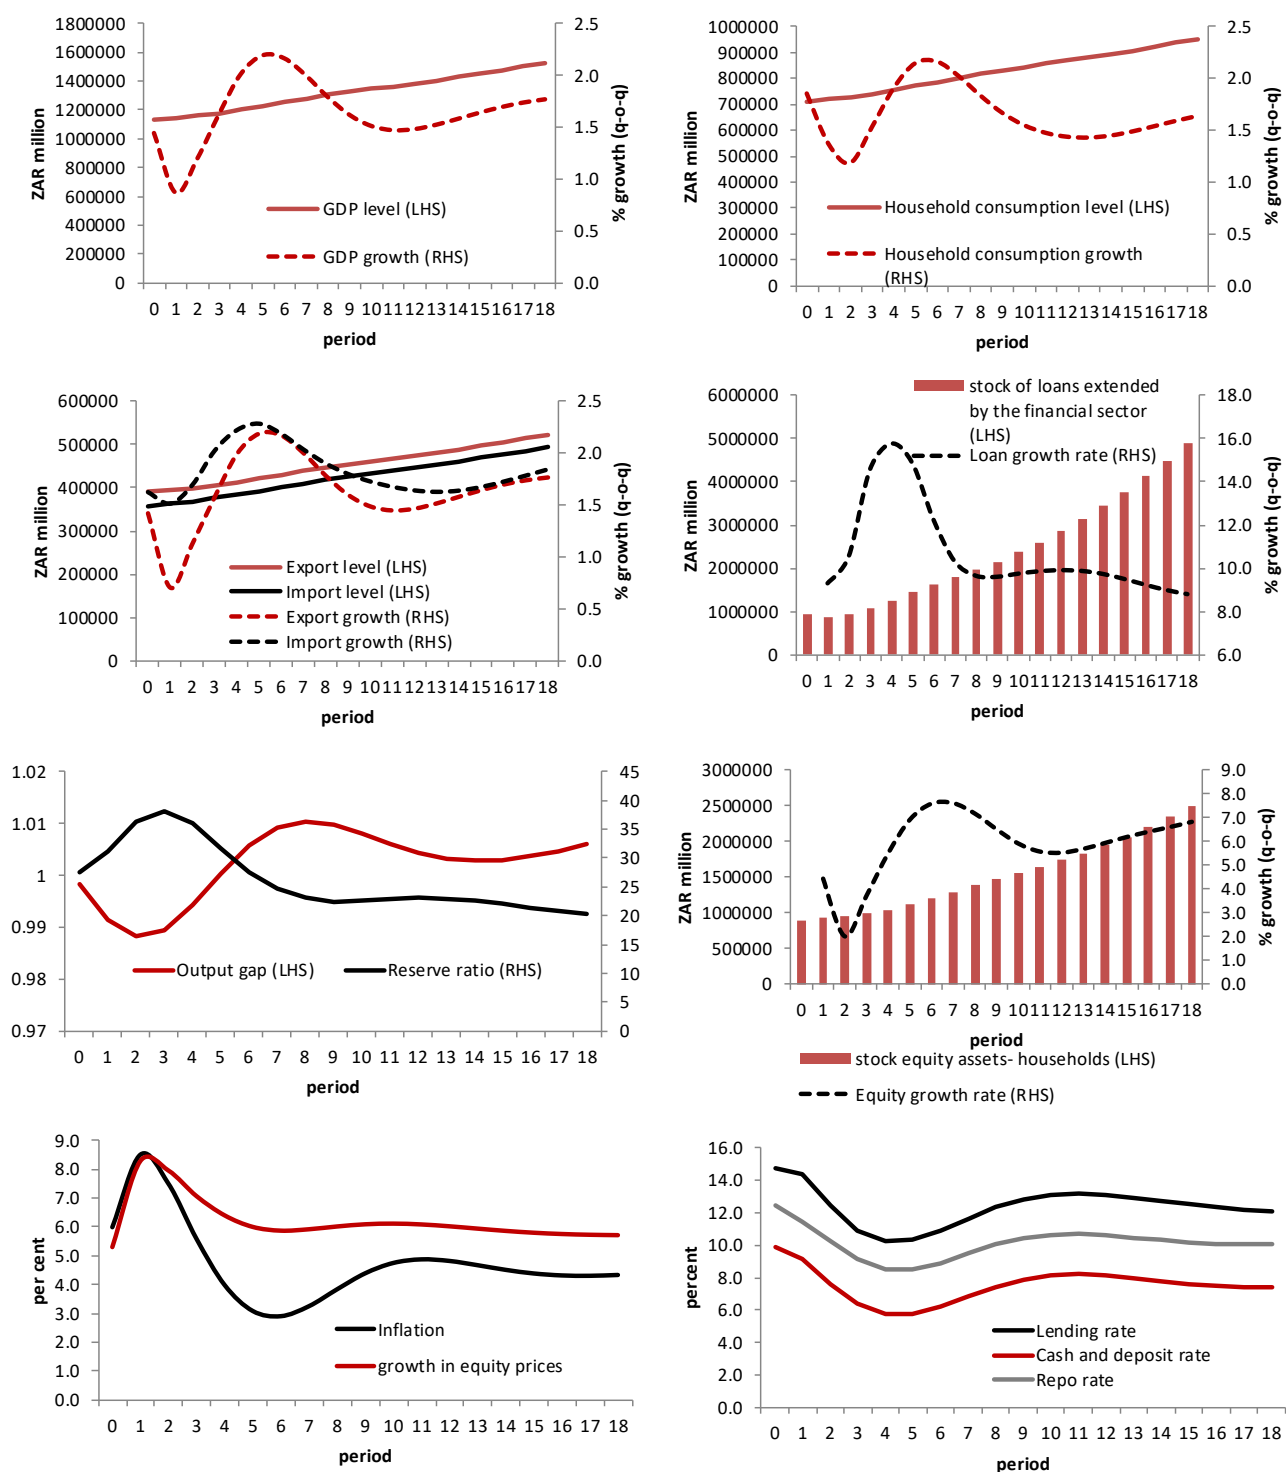 1800000
1600000
1400000
1200000
1000000
800000
600000
400000
200000
0
ZAR million
2.5
2.0
1.5
1.0
0.5
0.0
% growth (q-o-q)
GDP level (LHS)
GDP growth (RHS)
0 1 2 3 4 5 6 7 8 9 10 11 12 13 14 15 16 17 18
period
1000000
900000
800000
700000
600000
500000
400000
300000
200000
100000
0
ZAR million
2.5
2.0
1.5
1.0
0.5
0.0
% growth (q-o-q)
Household consumption level (LHS)
Household consumption growth
(RHS)
0 1 2 3 4 5 6 7 8 9 10 11 12 13 14 15 16 17 18
period
600000
500000
400000
300000
200000
100000
0
ZAR million
2.5
2.0
1.5
1.0
0.5
0.0
% growth (q-o-q)
Export level (LHS)
Import level (LHS)
Export growth (RHS)
Import growth (RHS)
0 1 2 3 4 5 6 7 8 9 10 11 12 13 14 15 16 17 18
period
6000000
5000000
4000000
3000000
2000000
1000000
0
ZAR million
18.0
16.0
14.0
12.0
10.0
8.0
6.0
% growth (q-o-q)
stock of loans extended
by the financial sector
(LHS)
Loan growth rate (RHS)
0 1 2 3 4 5 6 7 8 9 10 11 12 13 14 15 16 17 18
period
1.02
1.01
1
0.99
0.98
0.97
45
40
35
30
25
20
15
10
5
0
Output gap (LHS)
Reserve ratio (RHS)
0 1 2 3 4 5 6 7 8 9 10 11 12 13 14 15 16 17 18
period
3000000
2500000
2000000
1500000
1000000
500000
0
ZAR million
9.0
8.0
7.0
6.0
5.0
4.0
3.0
2.0
1.0
0.0
% growth (q-o-q)
0 1 2 3 4 5 6 7 8 9 10 11 12 13 14 15 16 17 18
period
stock equity assets- households (LHS)
Equity growth rate (RHS)
9.0
8.0
7.0
6.0
5.0
4.0
3.0
2.0
1.0
0.0
per cent
Inflation
growth in equity prices
0 1 2 3 4 5 6 7 8 9 10 11 12 13 14 15 16 17 18
period
16.0
14.0
12.0
10.0
8.0
6.0
4.0
2.0
0.0
percent
Lending rate
Cash and deposit rate
Repo rate
0 1 2 3 4 5 6 7 8 9 10 11 12 13 14 15 16 17 18
period